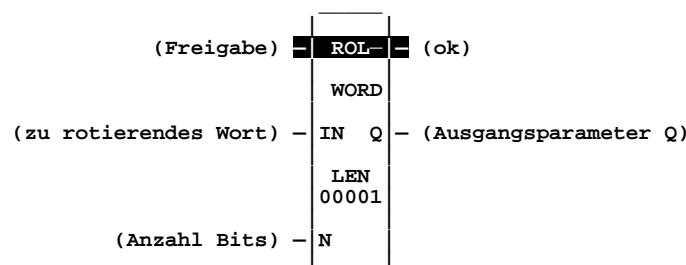 (Freigabe) ROL (ok)
WORD
(zu rotierendes Wort) IN Q (Ausgangsparameter Q)
LEN
00001
(Anzahl Bits) N